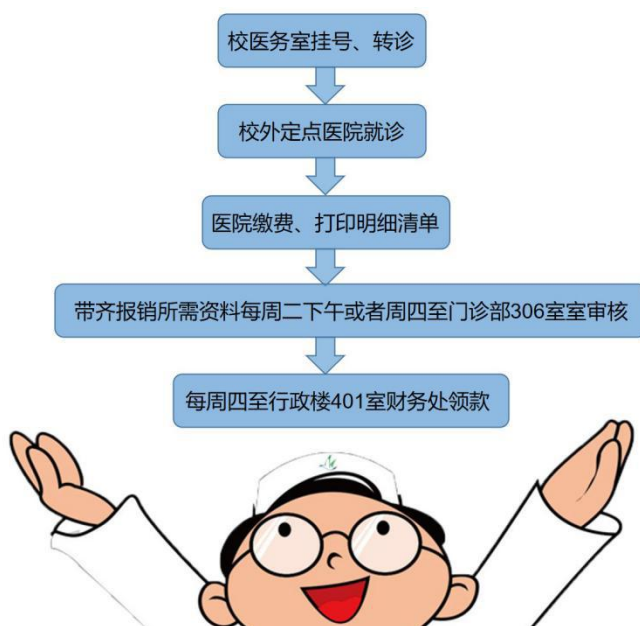 校医务室挂号、转诊
校外定点医院就诊
医院缴费、打印明细清单
带齐报销所需资料每周二下午或者周四至门诊部306室室审核
每周四至行政楼401室财务处领款